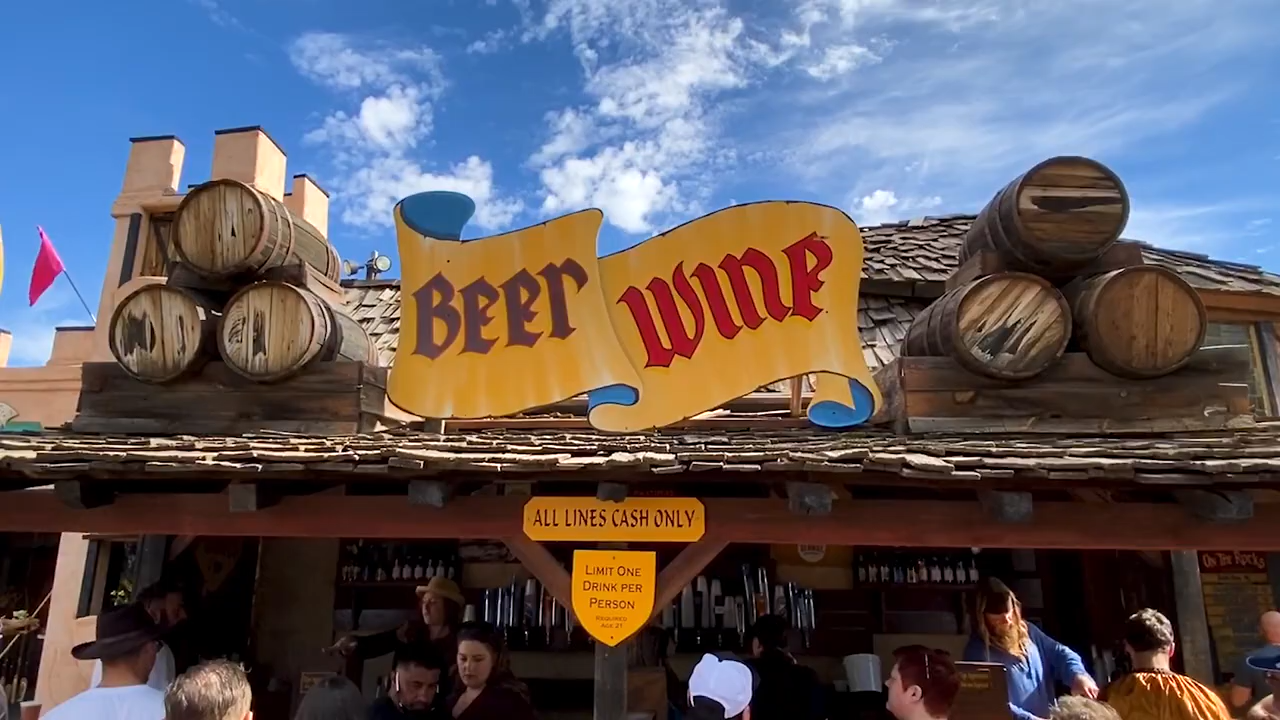 Beer Wine
ALL LINES CASH ONLY
LIMIT ONE
DRINK PER
PERSON
REQUIRED
AGE 21
ON THE ROCKS